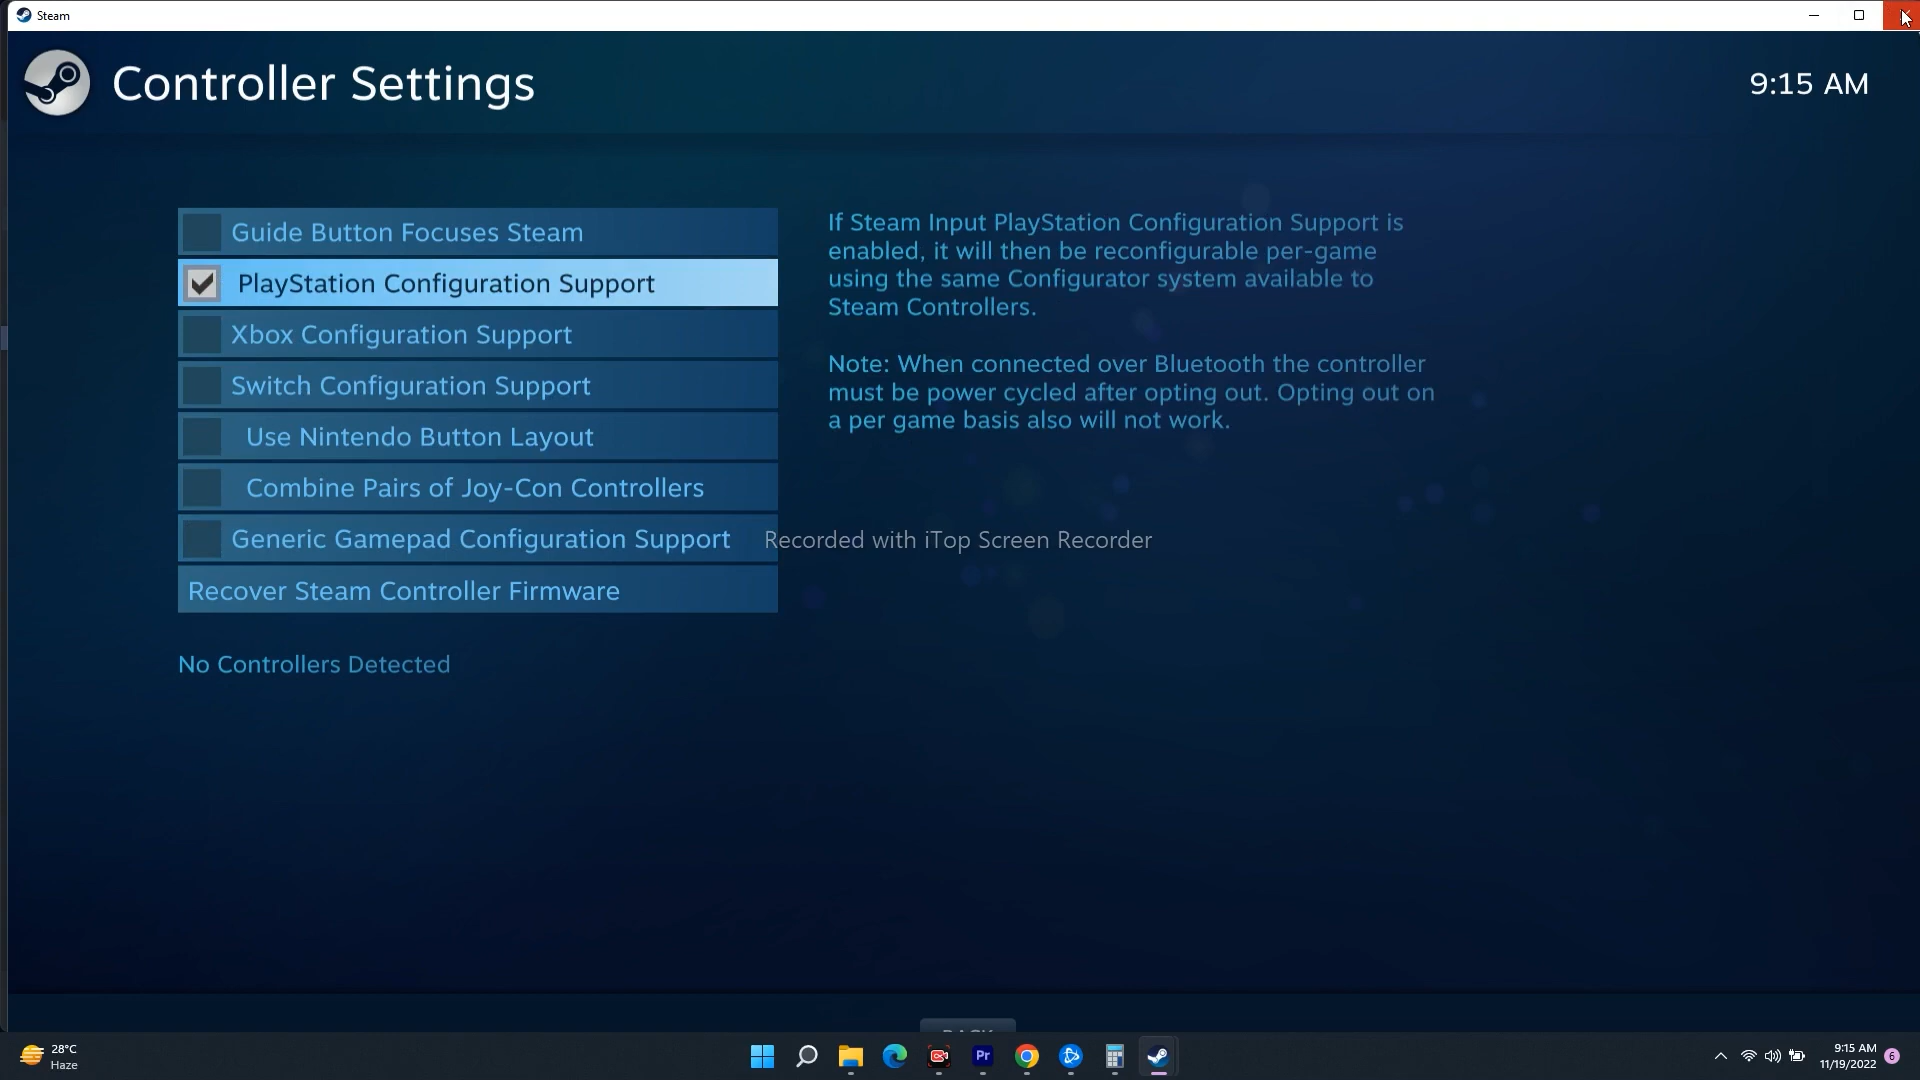 Steam
Controller Settings
9:15 AM
Guide Button Focuses Steam
PlayStation Configuration Support
Xbox Configuration Support
Switch Configuration Support
Use Nintendo Button Layout
Combine Pairs of Joy-Con Controllers
Generic Gamepad Configuration Support
Recover Steam Controller Firmware
No Controllers Detected
If Steam Input PlayStation Configuration Support is
enabled, it will then be reconfigurable per-game
using the same Configurator system available to
Steam Controllers.
Note: When connected over Bluetooth the controller
must be power cycled after opting out. Opting out on
a per game basis also will not work.
Recorded with iTop Screen Recorder
28°C
Haze
Pr
9:15 AM
11/19/2022
6